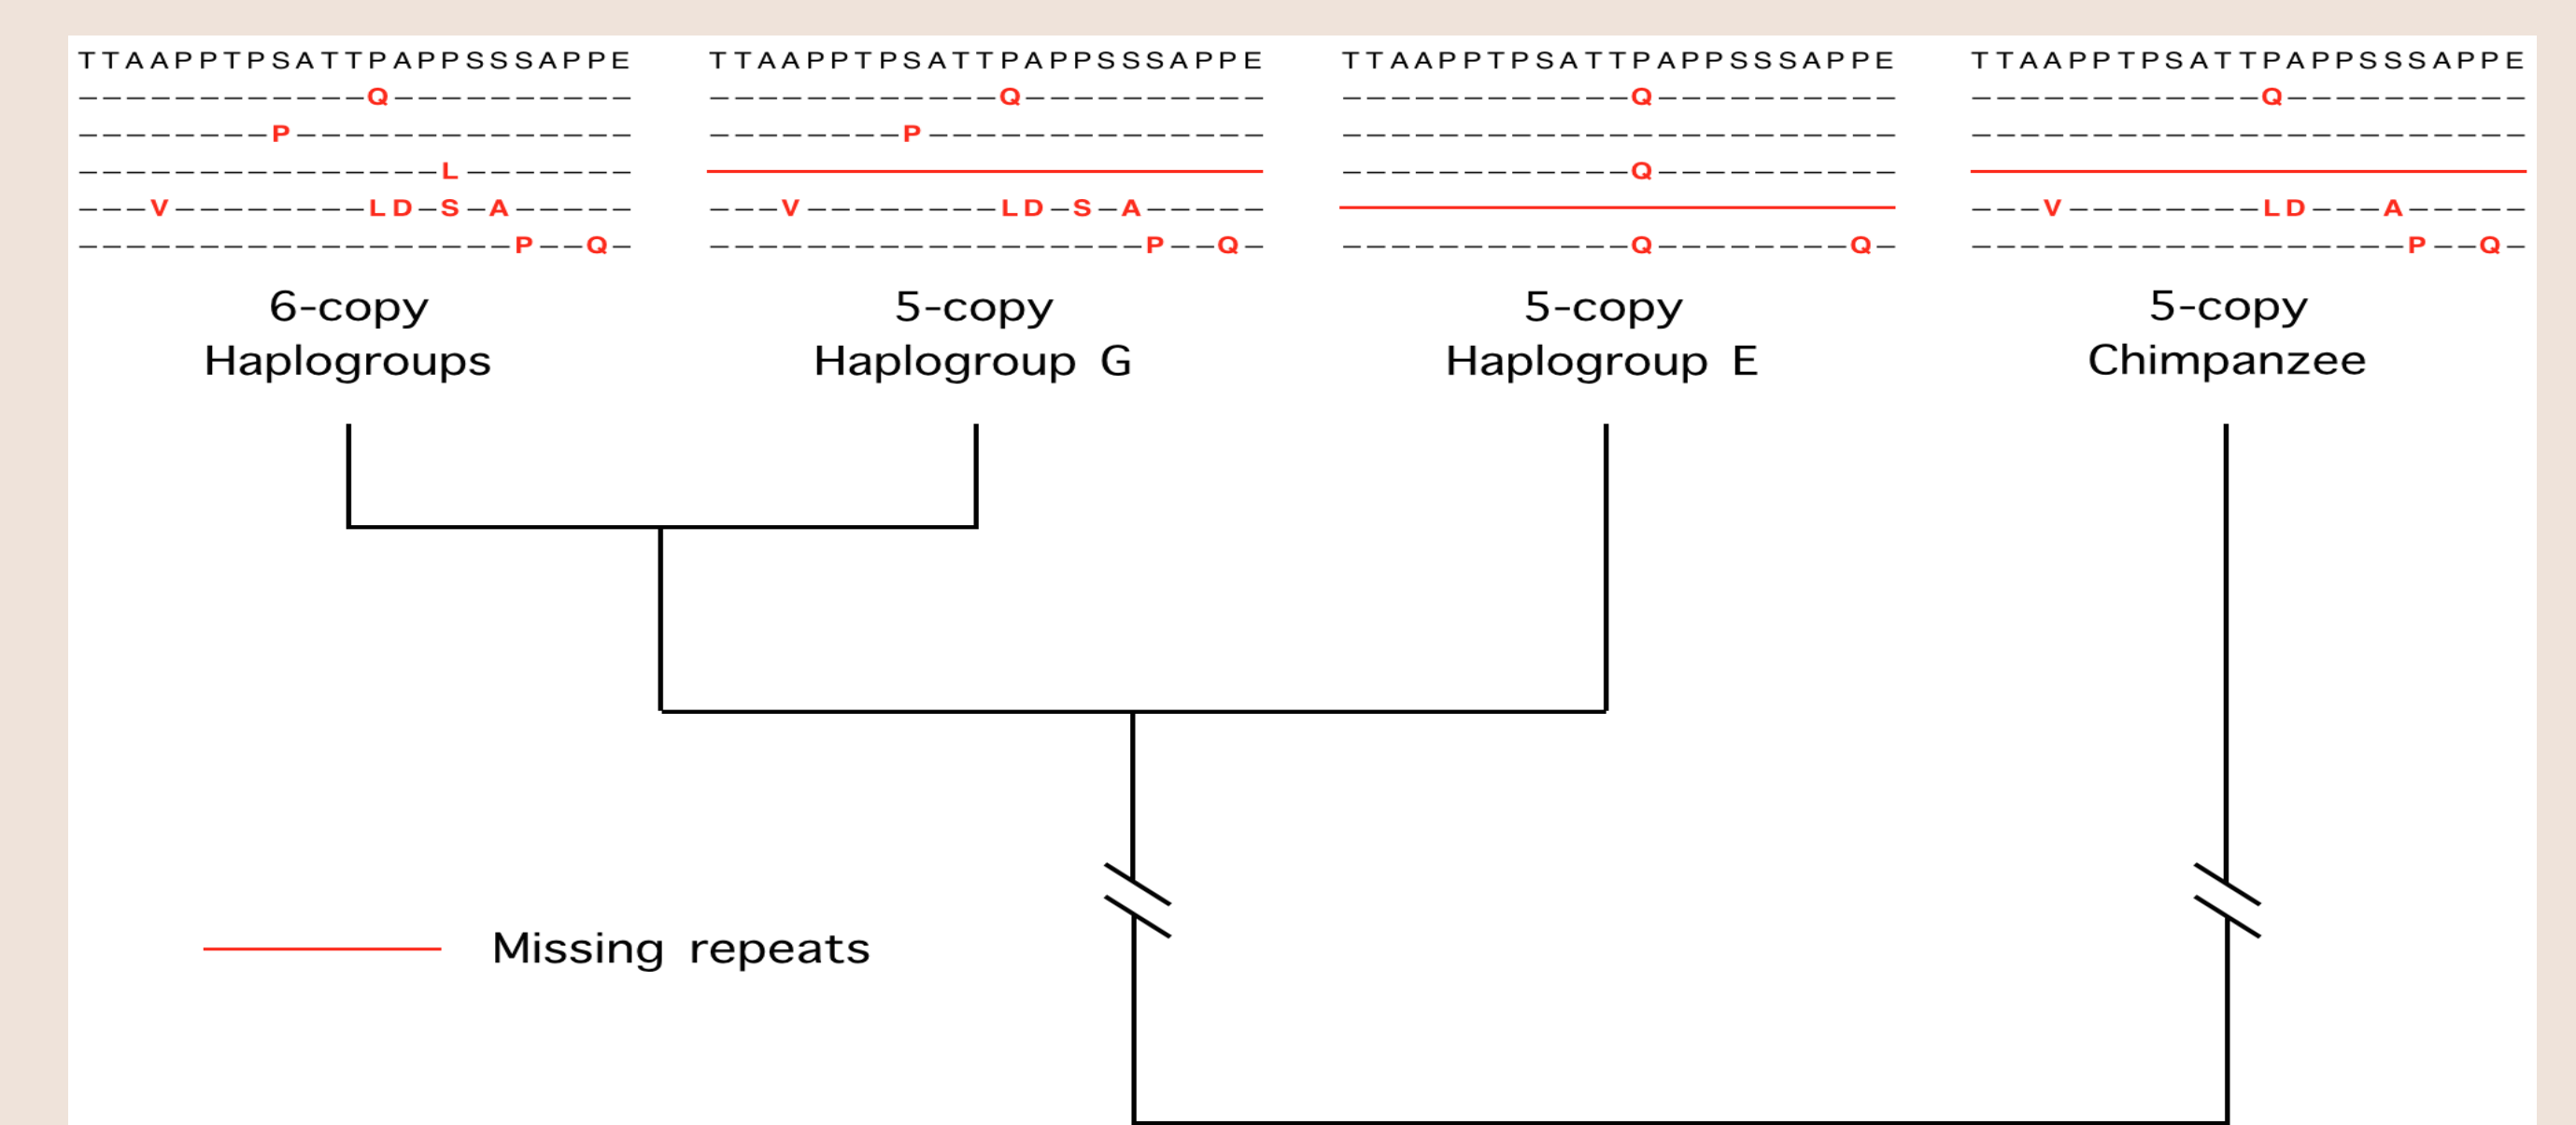 TTAAPPTPSATTPAPPSSSAPPE
————————————Q——————————
————————P——————————————
———————————————L———————
———V————————LD—S—A—————
——————————————————P——Q—
6-copy
Haplogroups
TTAAPPTPSATTPAPPSSSAPPE
————————————Q——————————
————————P——————————————
———V————————LD—S—A—————
——————————————————P——Q—
5-copy
Haplogroup G
TTAAPPTPSATTPAPPSSSAPPE
————————————Q——————————
———————————————————————
————————————Q——————————
————————————Q————————Q—
5-copy
Haplogroup E
TTAAPPTPSATTPAPPSSSAPPE
————————————Q——————————
———————————————————————
———V————————LD———A—————
——————————————————P——Q—
5-copy
Chimpanzee
Missing repeats